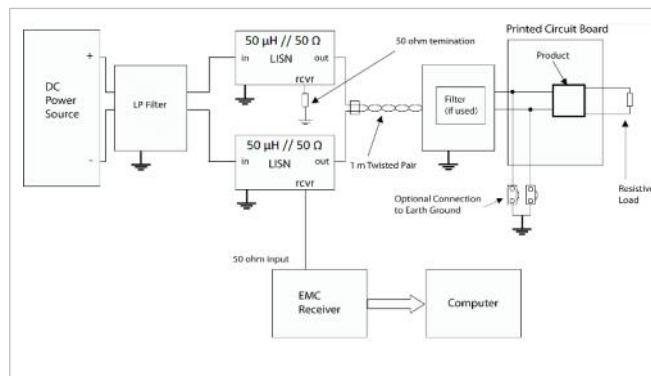 Printed Circuit Board
50 µH // 50 Ω
LISN
in
out
rcvr
50 ohm temination
Product
+
DC
Power
Source
-
LP Filter
Filter
(if used)
50 µH // 50 Ω
LISN
in
out
rcvr
1 m Twisted Pair
Optional Connection
to Earth Ground
Resistive
Load
50 ohm input
EMC
Receiver
Computer